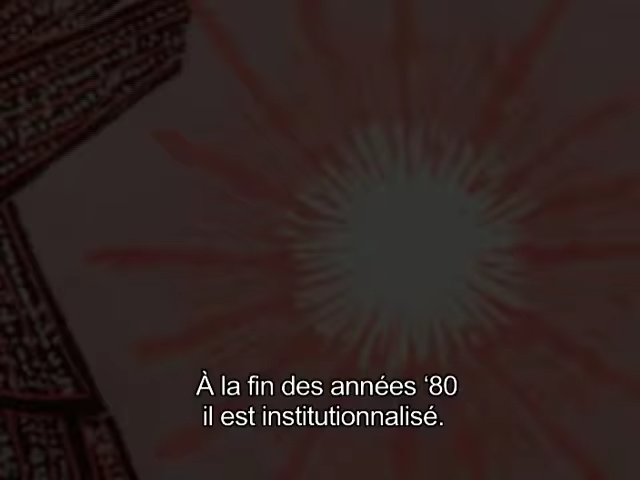 À la fin des années ‘80
il est institutionnalisé.